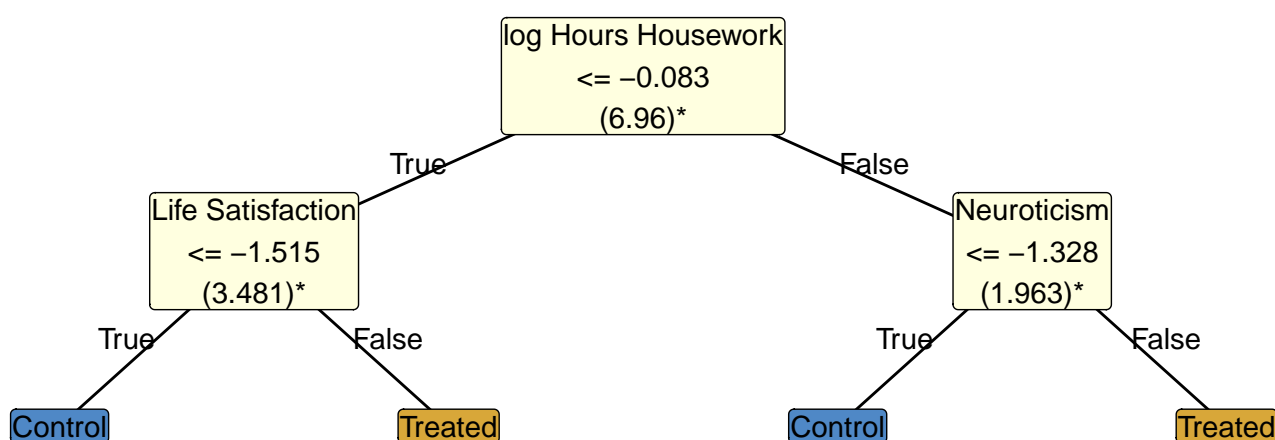 log Hours Housework
<= −0.083
(6.96)*
True
False
Life Satisfaction
<= −1.515
(3.481)*
Neuroticism
<= −1.328
(1.963)*
True
False
True
False
Control
Treated
Control
Treated